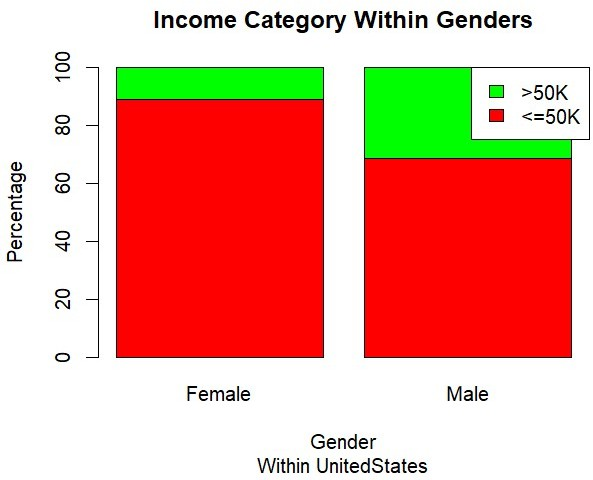 Income Category Within Genders
>50K
<=50K
Percentage
100
80
60
40
20
0
Female Male
Gender
Within UnitedStates